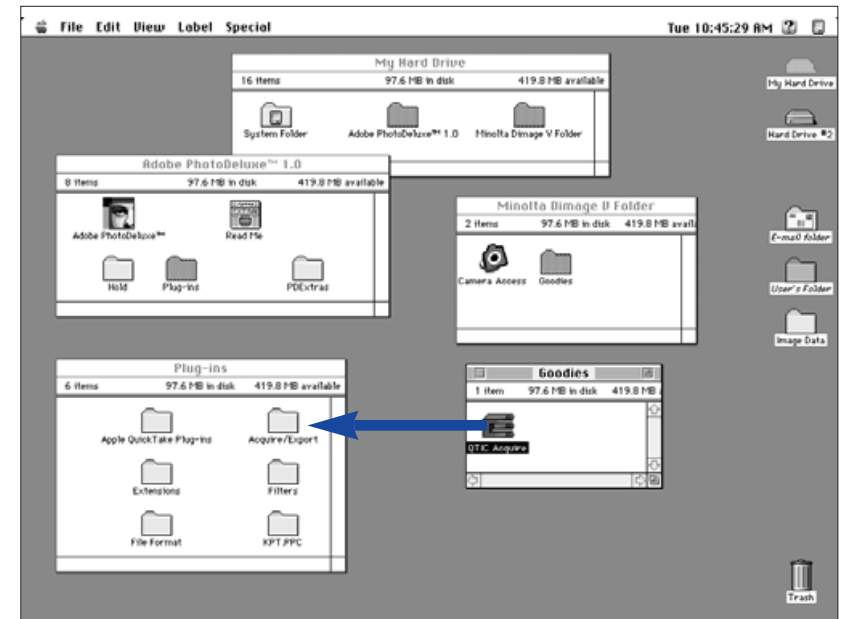 File Edit View Label Special Tue 10:45:29 AM
My Hard Drive
16 items 97.6 MB in disk 419.8 MB available
System Folder Adobe PhotoDeluxe™ 1.0 Minolta Dimage V Folder
Adobe PhotoDeluxe™ 1.0
8 items 97.6 MB in disk 419.8 MB available
Adobe PhotoDeluxe™ Read Me
Hold Plug-ins PDExtras
Minolta Dimage V Folder
2 items 97.6 MB in disk 419.8 MB availa
Camera Access Goodies
Plug-ins
6 items 97.6 MB in disk 419.8 MB available
Apple QuickTake Plug-ins Acquire/Export
Extensions Filters
File Format KPT.PPC
Goodies
1 item 97.6 MB in disk 419.8 MB
QTIC Acquire
My Hard Drive
Hard Drive #2
E-mail folder
User's Folder
Image Data
Trash